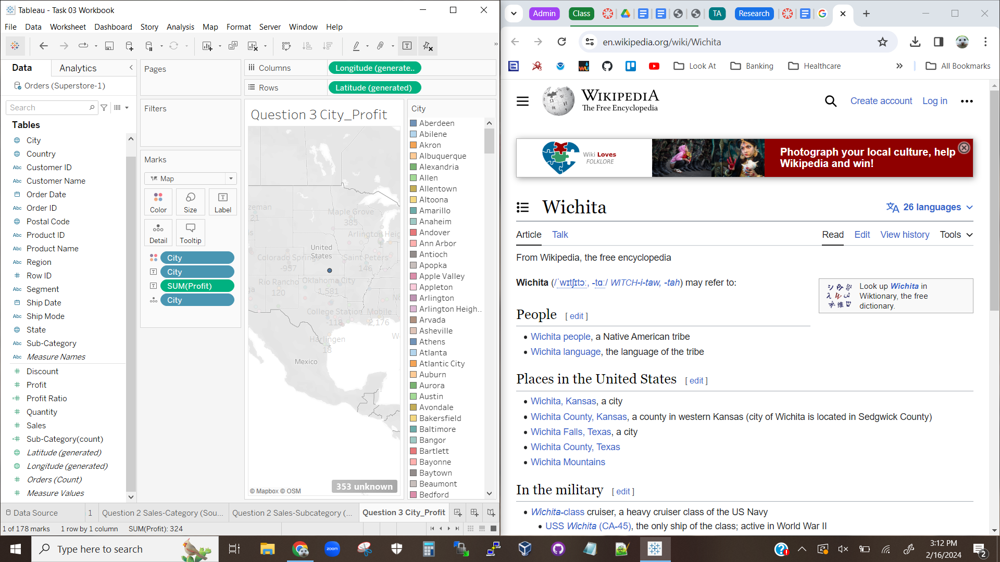 Tableau - Task 03 Workbook
File Data Worksheet Dashboard Story Analysis Map Format Server Window Help
Data
Analytics
Orders (Superstore-1)
Search
Tables
City
Country
Abc Customer ID
Abc Customer Name
Order Date
Abc Order ID
Postal Code
Abc Product ID
Abc Product Name
Region
# Row ID
Abc Segment
Ship Date
Abc Ship Mode
State
Abc Sub-Category
Abc Measure Names
# Discount
# Profit
=# Profit Ratio
# Quantity
# Sales
=# Sub-Category(count)
Latitude (generated)
Longitude (generated)
# Orders (Count)
# Measure Values
Pages
Filters
Marks
Map
Color
Size
Label
Detail
Tooltip
City
City
SUM(Profit)
City
Columns
Longitude (generate..
Rows
Latitude (generated)
Question 3 City_Profit
zeman
21
Maple Grove
385
Arlington Heig
1
United
States
Colorado Springs
-957
Saint Peters
146
Rio Rancho
120
Oklahoma City
1,581
College Station
-118
Mobile
2,176
Harlingen
18
Mexico
© Mapbox © OSM
353 unknown
City
Aberdeen
Abilene
Akron
Albuquerque
Alexandria
Allen
Allentown
Altoona
Amarillo
Anaheim
Andover
Ann Arbor
Antioch
Apopka
Apple Valley
Appleton
Arlington
Arlington Heigh..
Arvada
Asheville
Athens
Atlanta
Atlantic City
Auburn
Aurora
Austin
Avondale
Bakersfield
Baltimore
Bangor
Bartlett
Bayonne
Baytown
Beaumont
Bedford
Data Source
1
Question 2 Sales-Category (Sou...
Question 2 Sales-Subcategory (...
Question 3 City_Profit
1 of 178 marks
1 row by 1 column
SUM(Profit): 324
Admin
Class
TA
Research
en.wikipedia.org/wiki/Wichita
Look At
Banking
Healthcare
All Bookmarks
WIKIPEDIA
The Free Encyclopedia
Create account
Log in
Wiki Loves
FOLKLORE
Photograph your local culture, help
Wikipedia and win!
Wichita
26 languages
Article
Talk
Read
Edit
View history
Tools
From Wikipedia, the free encyclopedia
Wichita (/ˈwɪtʃɪtɔː, -tɑː/ WITCH-i-taw, -tah) may refer to:
Look up Wichita in
Wiktionary, the free
dictionary.
People [ edit ]
Wichita people, a Native American tribe
Wichita language, the language of the tribe
Places in the United States [ edit ]
Wichita, Kansas, a city
Wichita County, Kansas, a county in western Kansas (city of Wichita is located in Sedgwick County)
Wichita Falls, Texas, a city
Wichita County, Texas
Wichita Mountains
In the military [ edit ]
Wichita-class cruiser, a heavy cruiser class of the US Navy
USS Wichita (CA-45), the only ship of the class; active in World War II
Type here to search
zoom
3:12 PM
2/16/2024
2